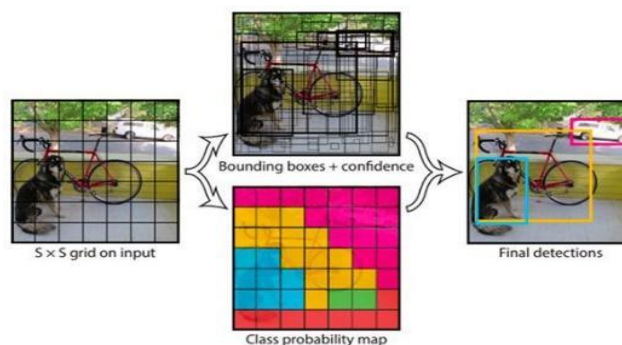 Bounding boxes + confidence
S × S grid on input
Final detections
Class probability map